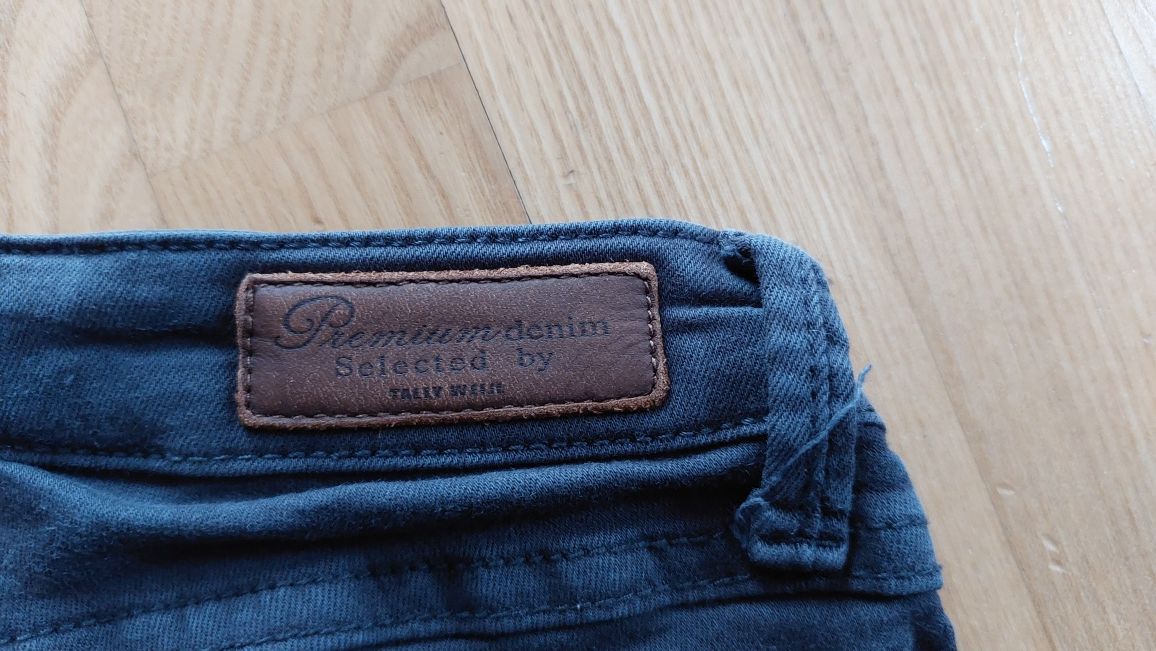 Premium denim
Selected by
TALLY WEIJL